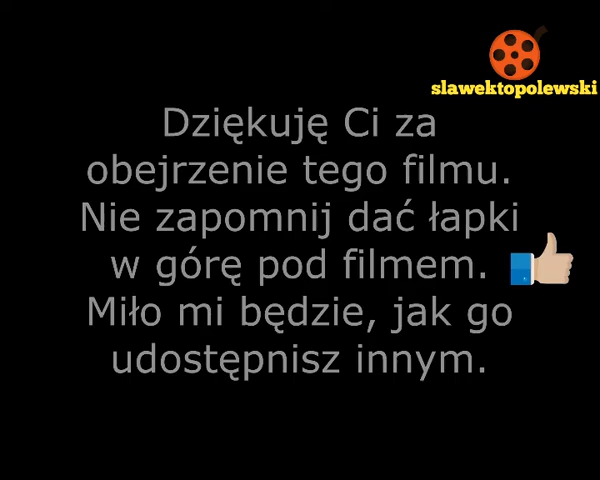 slawektopolewski
Dziękuję Ci za
obejrzenie tego filmu.
Nie zapomnij dać łapki
w górę pod filmem.
Miło mi będzie, jak go
udostępnisz innym.